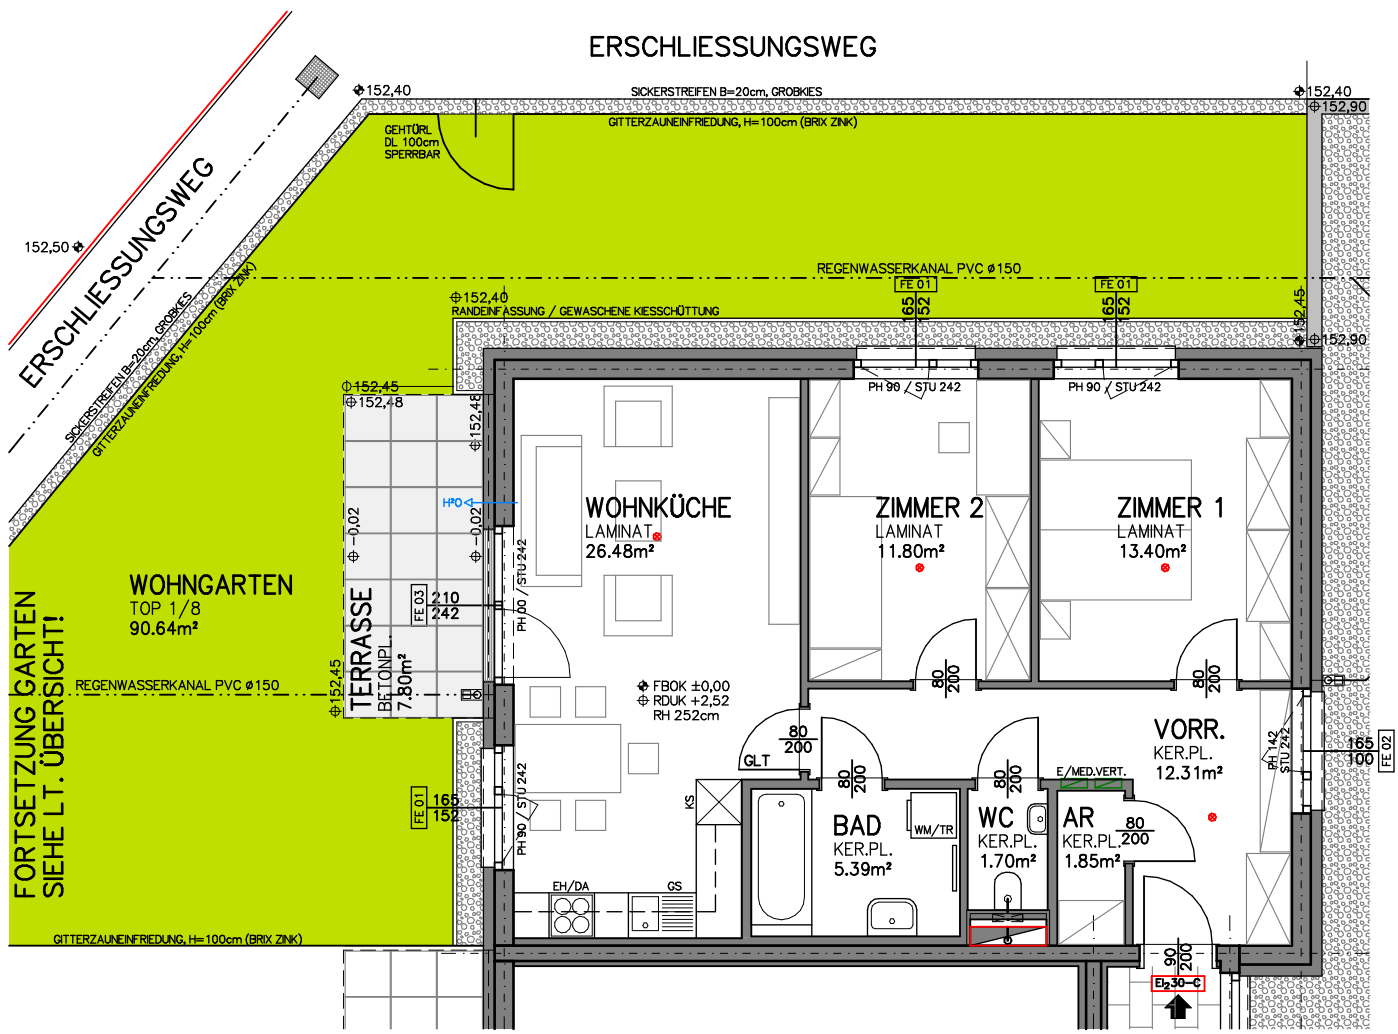 ERSCHLIESSUNGSWEG
152,40
SICKERSTREIFEN B=20cm, GROBKIES
152,40
152,90
GITTERZAUNEINFRIEDUNG, H=100cm (BRIX ZINK)
GEHTÜRL
DL 100cm
SPERRBAR
ERSCHLIESSUNGSWEG
152,50
SICKERSTREIFEN B=20cm, GROBKIES
GITTERZAUNEINFRIEDUNG, H=100cm (BRIX ZINK)
REGENWASSERKANAL PVC ø150
FE 01
165
152
FE 01
165
152
152,45
152,90
152,40
RANDEINFASSUNG / GEWASCHENE KIESSCHÜTTUNG
PH 90 / STU 242
PH 90 / STU 242
152,45
152,48
152,48
H²O
-0,02
-0,02
WOHNKÜCHE
LAMINAT
26.48m²
ZIMMER 2
LAMINAT
11.80m²
ZIMMER 1
LAMINAT
13.40m²
WOHNGARTEN
TOP 1/8
90.64m²
TERRASSE
BETONPL.
7.80m²
FE 03
210
242
PH 00 / STU 242
FORTSETZUNG GARTEN
SIEHE LT. ÜBERSICHT!
REGENWASSERKANAL PVC ø150
152,45
FBOK ±0,00
RDUK +2,52
RH 252cm
80
200
80
200
80
200
GLT
80
200
80
200
VORR.
KER.PL.
12.31m²
PH 142
STU 242
165
100
FE 02
E/MED.VERT.
FE 01
165
152
PH 90 / STU 242
KS
BAD
KER.PL.
5.39m²
WM/TR
WC
KER.PL.
1.70m²
AR
KER.PL.
1.85m²
80
200
EH/DA
GS
GITTERZAUNEINFRIEDUNG, H=100cm (BRIX ZINK)
90
200
EI₂30-C